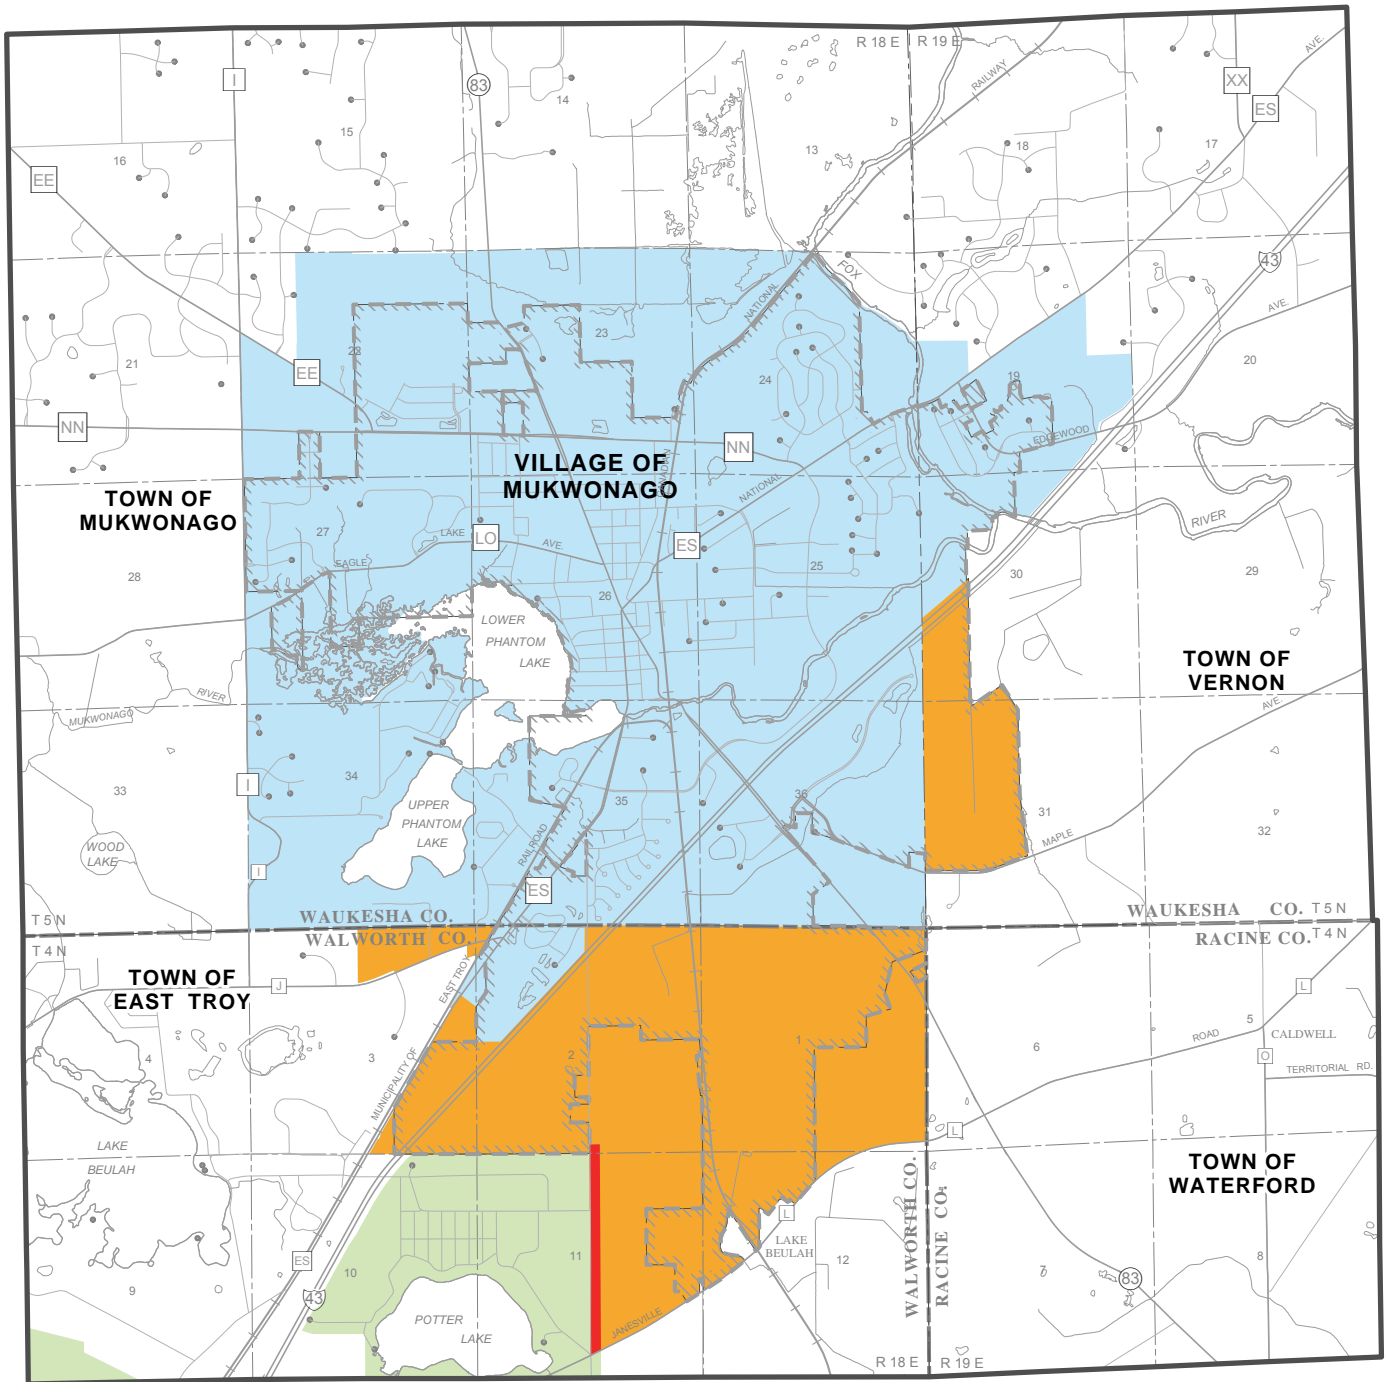 R 18 E
R 19 E
83
14
I
15
16
EE
13
RAILWAY
AVE.
XX
ES
17
18
43
FOX
NATIONAL
AVE.
23
22
21
EE
24
19
20
NN
NN
EDGEWOOD
VILLAGE OF
MUKWONAGO
CANADIAN
NATIONAL
TOWN OF
MUKWONAGO
27
LAKE
LO
AVE.
ES
EAGLE
25
26
28
RIVER
30
29
LOWER
PHANTOM
LAKE
TOWN OF
VERNON
RIVER
MUKWONAGO
AVE.
33
I
34
35
36
31
32
MAPLE
UPPER
PHANTOM
LAKE
WOOD
LAKE
I
RAILROAD
ES
T 5 N
WAUKESHA CO.
WALWORTH CO.
T 4 N
WAUKESHA CO. T 5 N
RACINE CO. T 4 N
TOWN OF
EAST TROY
J
EAST TROY
L
4
3
2
1
6
5
ROAD
CALDWELL
O
TERRITORIAL RD.
MUNICIPALITY OF
LAKE
BEULAH
L
TOWN OF
WATERFORD
L
LAKE
BEULAH
WALWORTH CO.
RACINE CO.
ES
10
11
12
7
8
9
43
83
POTTER
LAKE
JANESVILLE
R 18 E
R 19 E